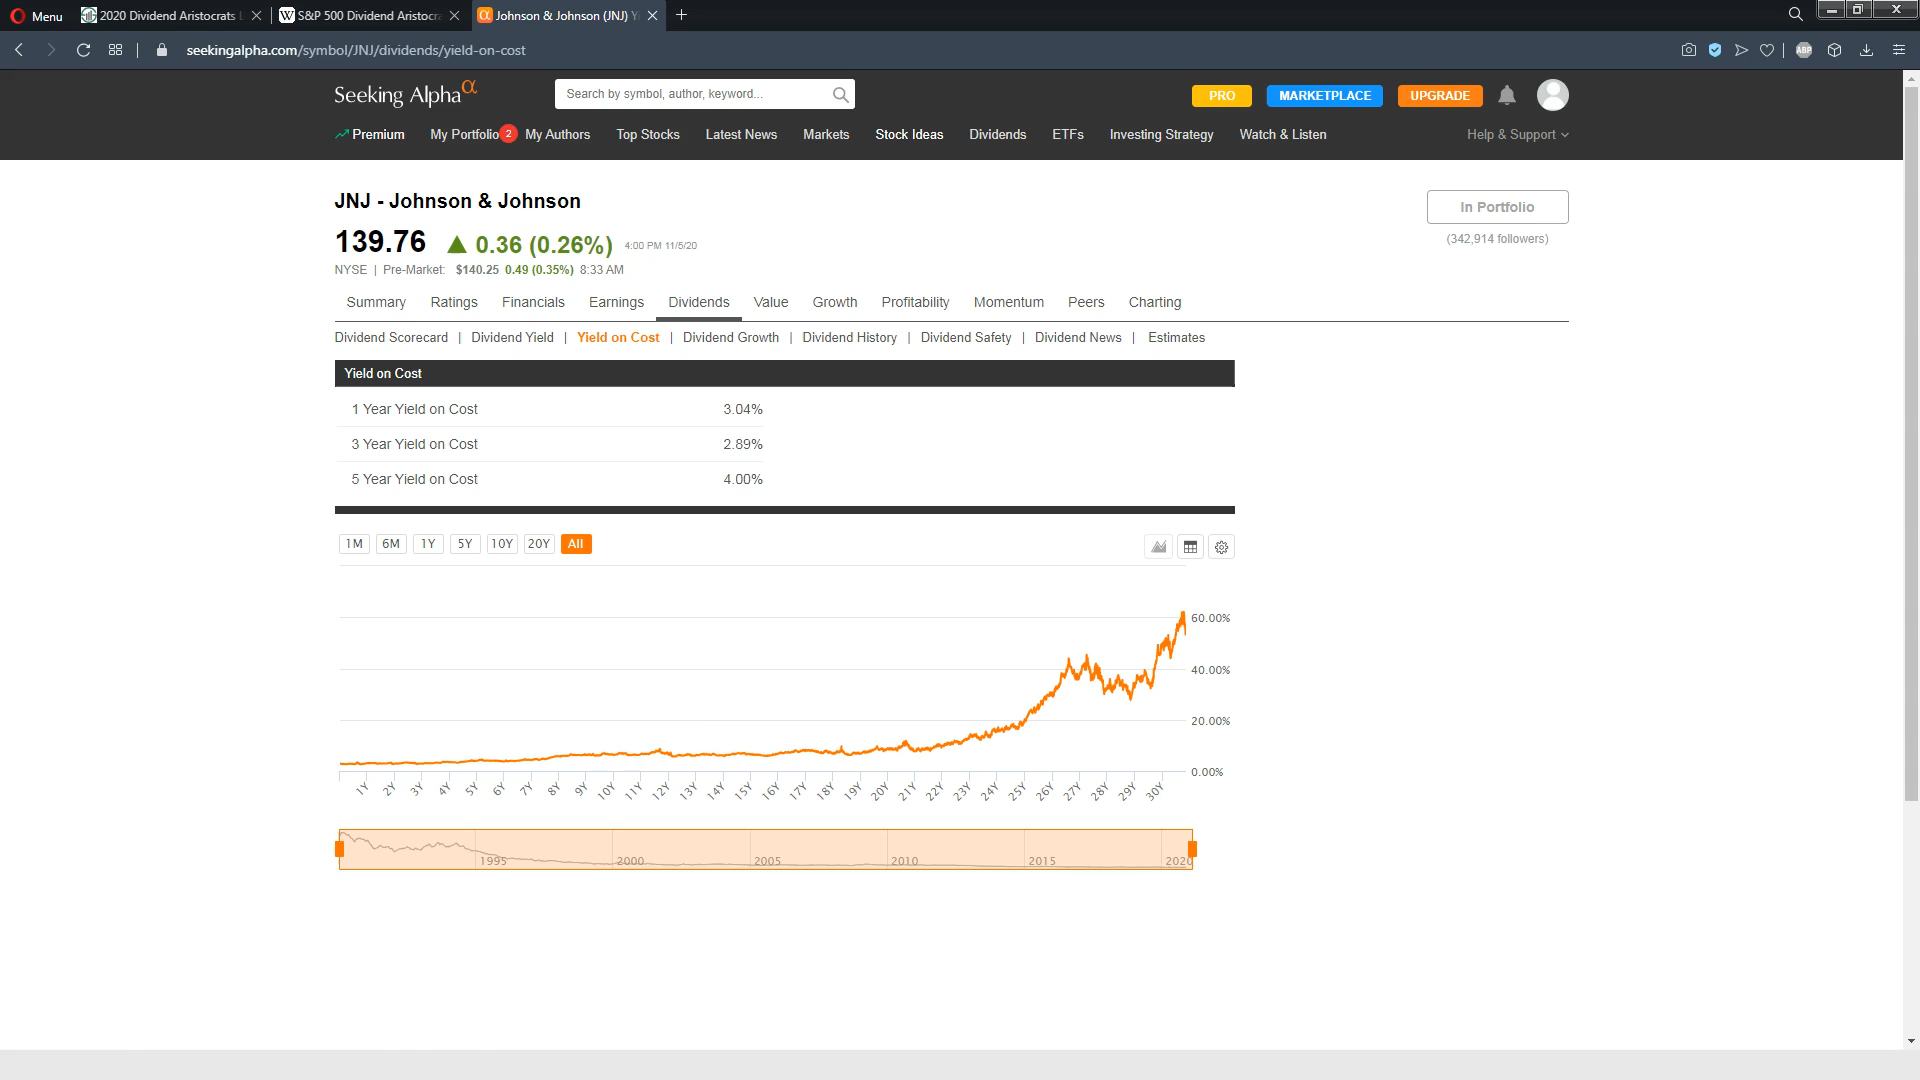 Menu 2020 Dividend Aristocrats S&P 500 Dividend Aristocra Johnson & Johnson (JNJ) Y
seekingalpha.com/symbol/JNJ/dividends/yield-on-cost ABP
Seeking Alpha α Search by symbol, author, keyword... PRO MARKETPLACE UPGRADE
Premium My Portfolio 2 My Authors Top Stocks Latest News Markets Stock Ideas Dividends ETFs Investing Strategy Watch & Listen Help & Support
JNJ - Johnson & Johnson In Portfolio
139.76 ▲ 0.36 (0.26%) 4:00 PM 11/5/20 (342,914 followers)
NYSE | Pre-Market: $140.25 0.49 (0.35%) 8:33 AM
Summary Ratings Financials Earnings Dividends Value Growth Profitability Momentum Peers Charting
Dividend Scorecard | Dividend Yield | Yield on Cost | Dividend Growth | Dividend History | Dividend Safety | Dividend News | Estimates
Yield on Cost
1 Year Yield on Cost 3.04%
3 Year Yield on Cost 2.89%
5 Year Yield on Cost 4.00%
1M 6M 1Y 5Y 10Y 20Y All
60.00%
40.00%
20.00%
0.00%
1Y 2Y 3Y 4Y 5Y 6Y 7Y 8Y 9Y 10Y 11Y 12Y 13Y 14Y 15Y 16Y 17Y 18Y 19Y 20Y 21Y 22Y 23Y 24Y 25Y 26Y 27Y 28Y 29Y 30Y
1995 2000 2005 2010 2015 2020